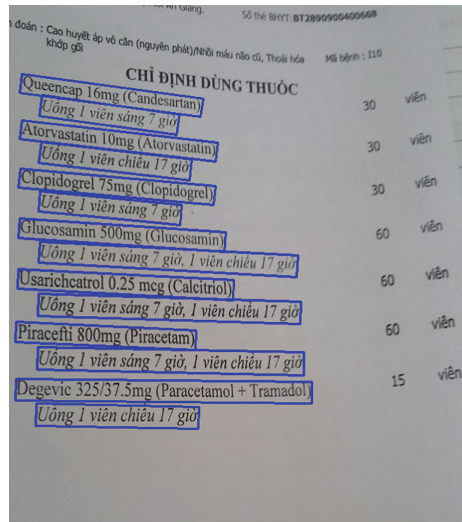 An Giang.
Số thẻ BHYT: BT2890900400668
đoán : Cao huyết áp vô căn (nguyên phát)/Nhồi máu não cũ, Thoái hóa khớp gối Mã bệnh : I10
CHỈ ĐỊNH DÙNG THUỐC
Queencap 16mg (Candesartan) 30 viên
Uống 1 viên sáng 7 giờ
Atorvastatin 10mg (Atorvastatin) 30 viên
Uống 1 viên chiều 17 giờ
Clopidogrel 75mg (Clopidogrel) 30 viên
Uống 1 viên sáng 7 giờ
Glucosamin 500mg (Glucosamin) 60 viên
Uống 1 viên sáng 7 giờ, 1 viên chiều 17 giờ
Usarichcatrol 0.25 mcg (Calcitriol) 60 viên
Uống 1 viên sáng 7 giờ, 1 viên chiều 17 giờ
Piracefti 800mg (Piracetam) 60 viên
Uống 1 viên sáng 7 giờ, 1 viên chiều 17 giờ
Degevic 325/37.5mg (Paracetamol + Tramadol) 15 viên
Uống 1 viên chiều 17 giờ